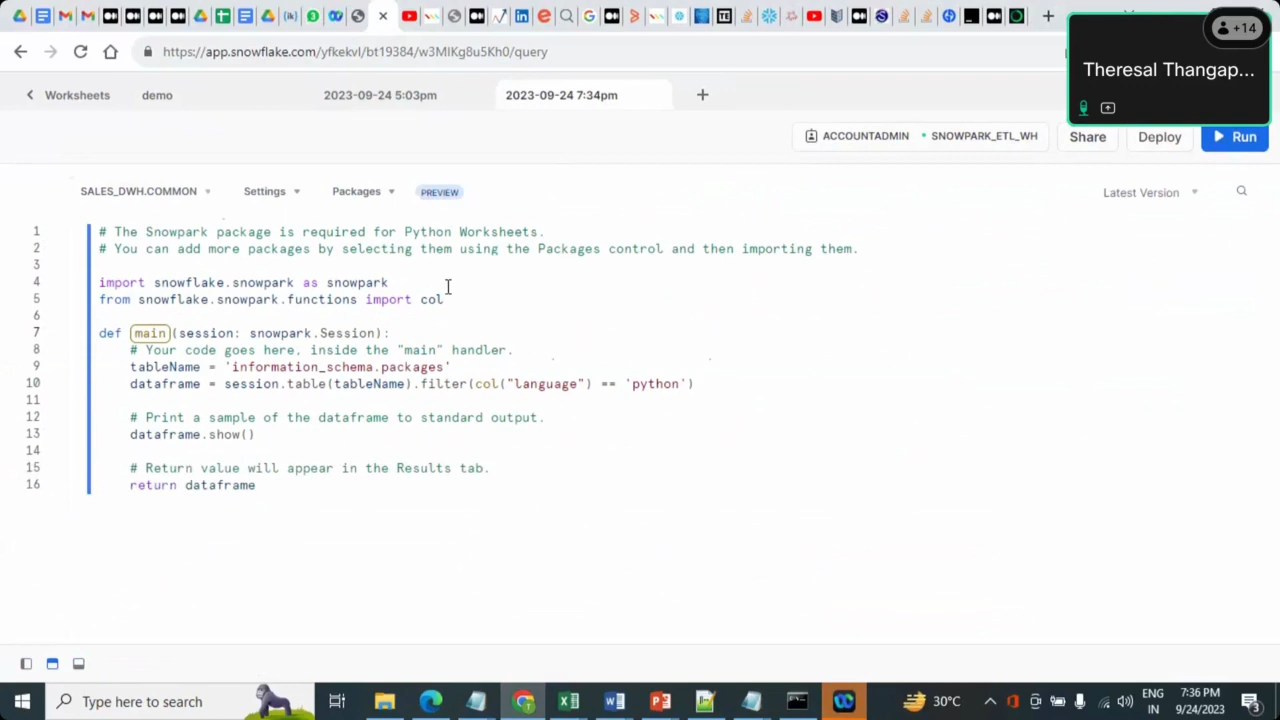 https://app.snowflake.com/yfkekvl/bt19384/w3MIKg8u5Kh0/query
+14
Theresal Thangap...
Worksheets
demo
2023-09-24 5:03pm
2023-09-24 7:34pm
ACCOUNTADMIN
SNOWPARK_ETL_WH
Share
Deploy
Run
SALES_DWH.COMMON
Settings
Packages
PREVIEW
Latest Version
1 # The Snowpark package is required for Python Worksheets.
2 # You can add more packages by selecting them using the Packages control and then importing them.
3
4 import snowflake.snowpark as snowpark
5 from snowflake.snowpark.functions import col
6
7 def main(session: snowpark.Session):
8 # Your code goes here, inside the "main" handler.
9 tableName = 'information_schema.packages'
10 dataframe = session.table(tableName).filter(col("language") == 'python')
11
12 # Print a sample of the dataframe to standard output.
13 dataframe.show()
14
15 # Return value will appear in the Results tab.
16 return dataframe
Type here to search
30°C
ENG
IN
7:36 PM
9/24/2023
3